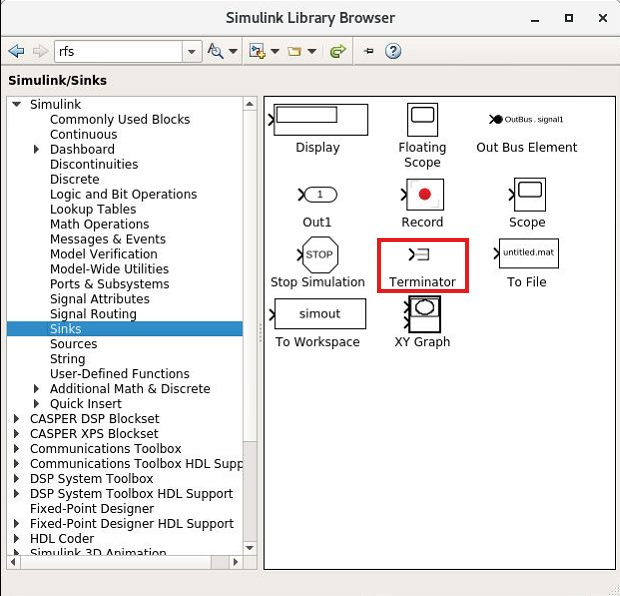 Simulink Library Browser
rfs
Simulink/Sinks
Simulink
Commonly Used Blocks
Continuous
Dashboard
Discontinuities
Discrete
Logic and Bit Operations
Lookup Tables
Math Operations
Messages & Events
Model Verification
Model-Wide Utilities
Ports & Subsystems
Signal Attributes
Signal Routing
Sinks
Sources
String
User-Defined Functions
Additional Math & Discrete
Quick Insert
CASPER DSP Blockset
CASPER XPS Blockset
Communications Toolbox
Communications Toolbox HDL Supp
DSP System Toolbox
DSP System Toolbox HDL Support
Fixed-Point Designer
Fixed-Point Designer HDL Support
HDL Coder
Simulink 3D Animation
Display
Floating
Scope
OutBus.signal1
Out Bus Element
1
Out1
Record
Scope
STOP
Stop Simulation
Terminator
untitled.mat
To File
simout
To Workspace
XY Graph